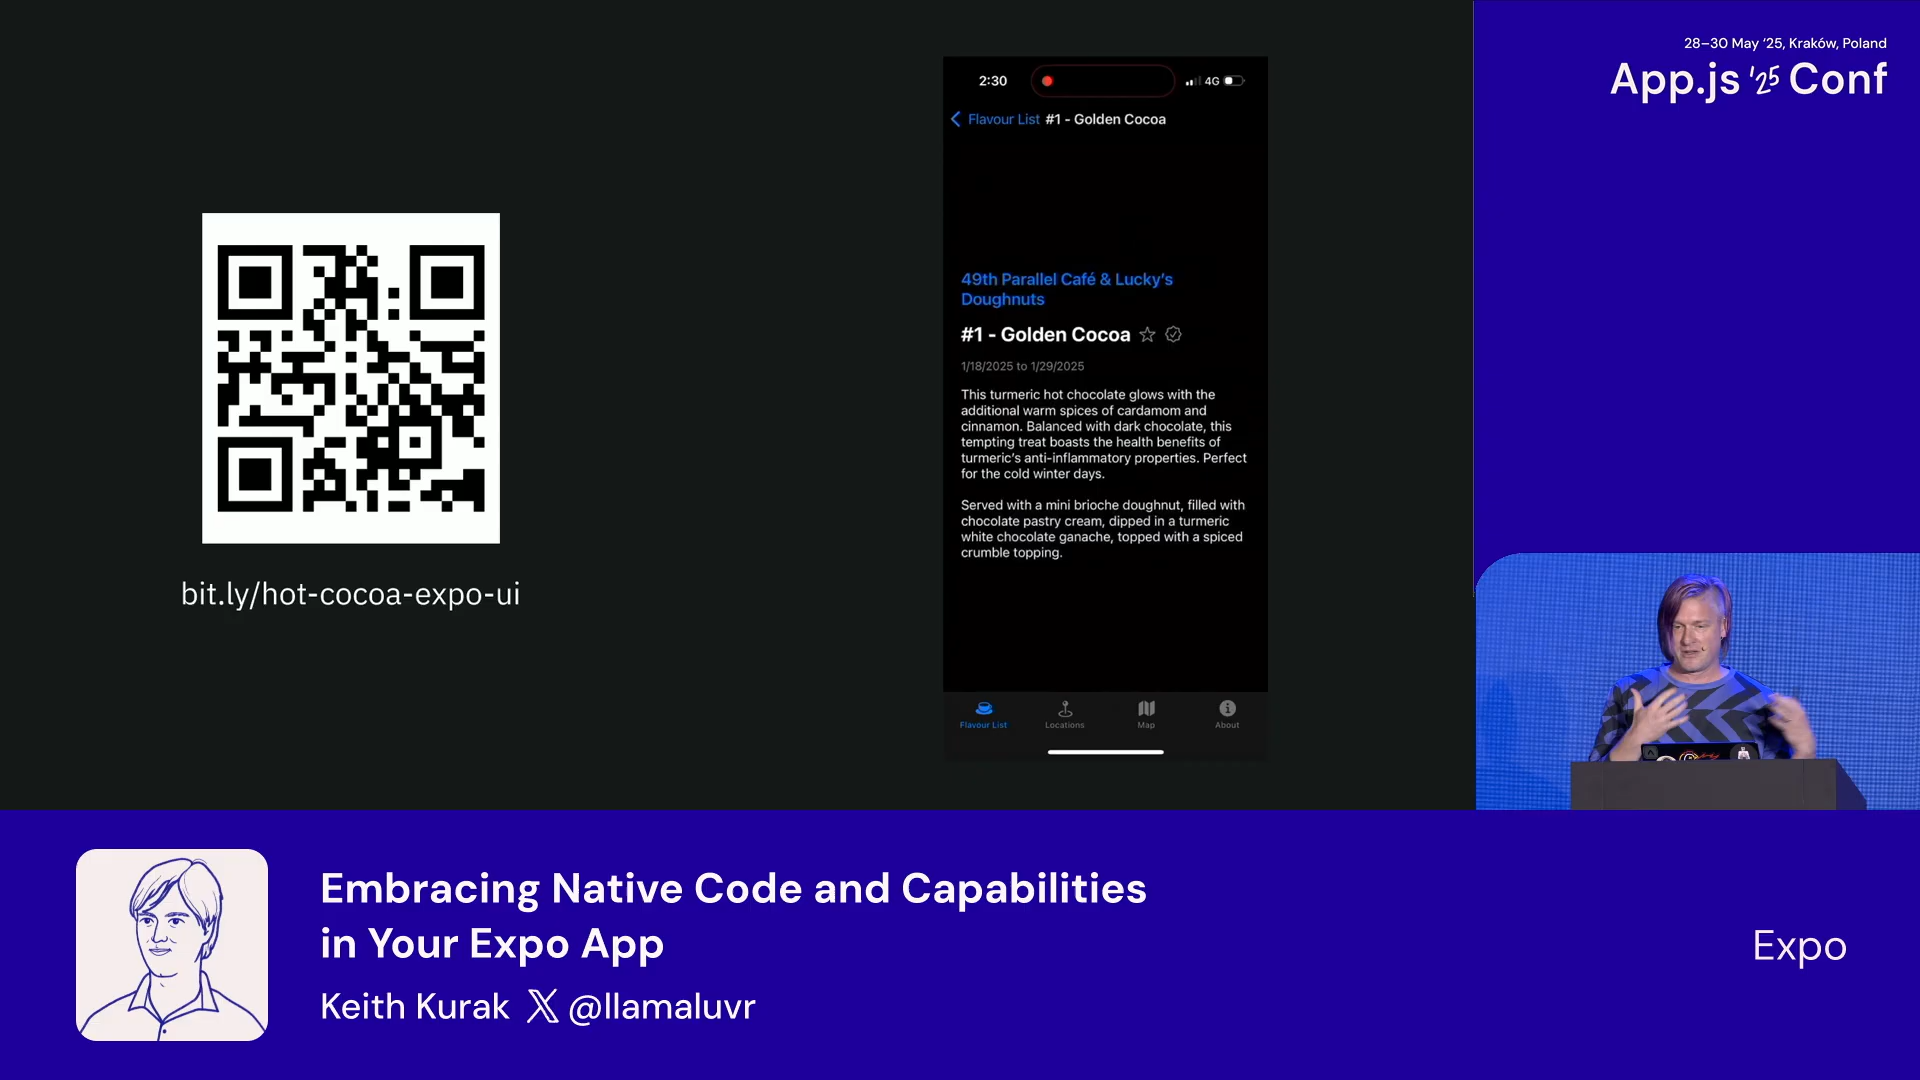 28–30 May ‘25, Kraków, Poland
App.js ‘25 Conf
bit.ly/hot-cocoa-expo-ui
2:30
4G
Flavour List #1 - Golden Cocoa
49th Parallel Café & Lucky’s
Doughnuts
#1 - Golden Cocoa
1/18/2025 to 1/29/2025
This turmeric hot chocolate glows with the
additional warm spices of cardamom and
cinnamon. Balanced with dark chocolate, this
tempting treat boasts the health benefits of
turmeric’s anti-inflammatory properties. Perfect
for the cold winter days.
Served with a mini brioche doughnut, filled with
chocolate pastry cream, dipped in a turmeric
white chocolate ganache, topped with a spiced
crumble topping.
Flavour List Locations Map About
Embracing Native Code and Capabilities
in Your Expo App
Keith Kurak X @llamaluvr
Expo